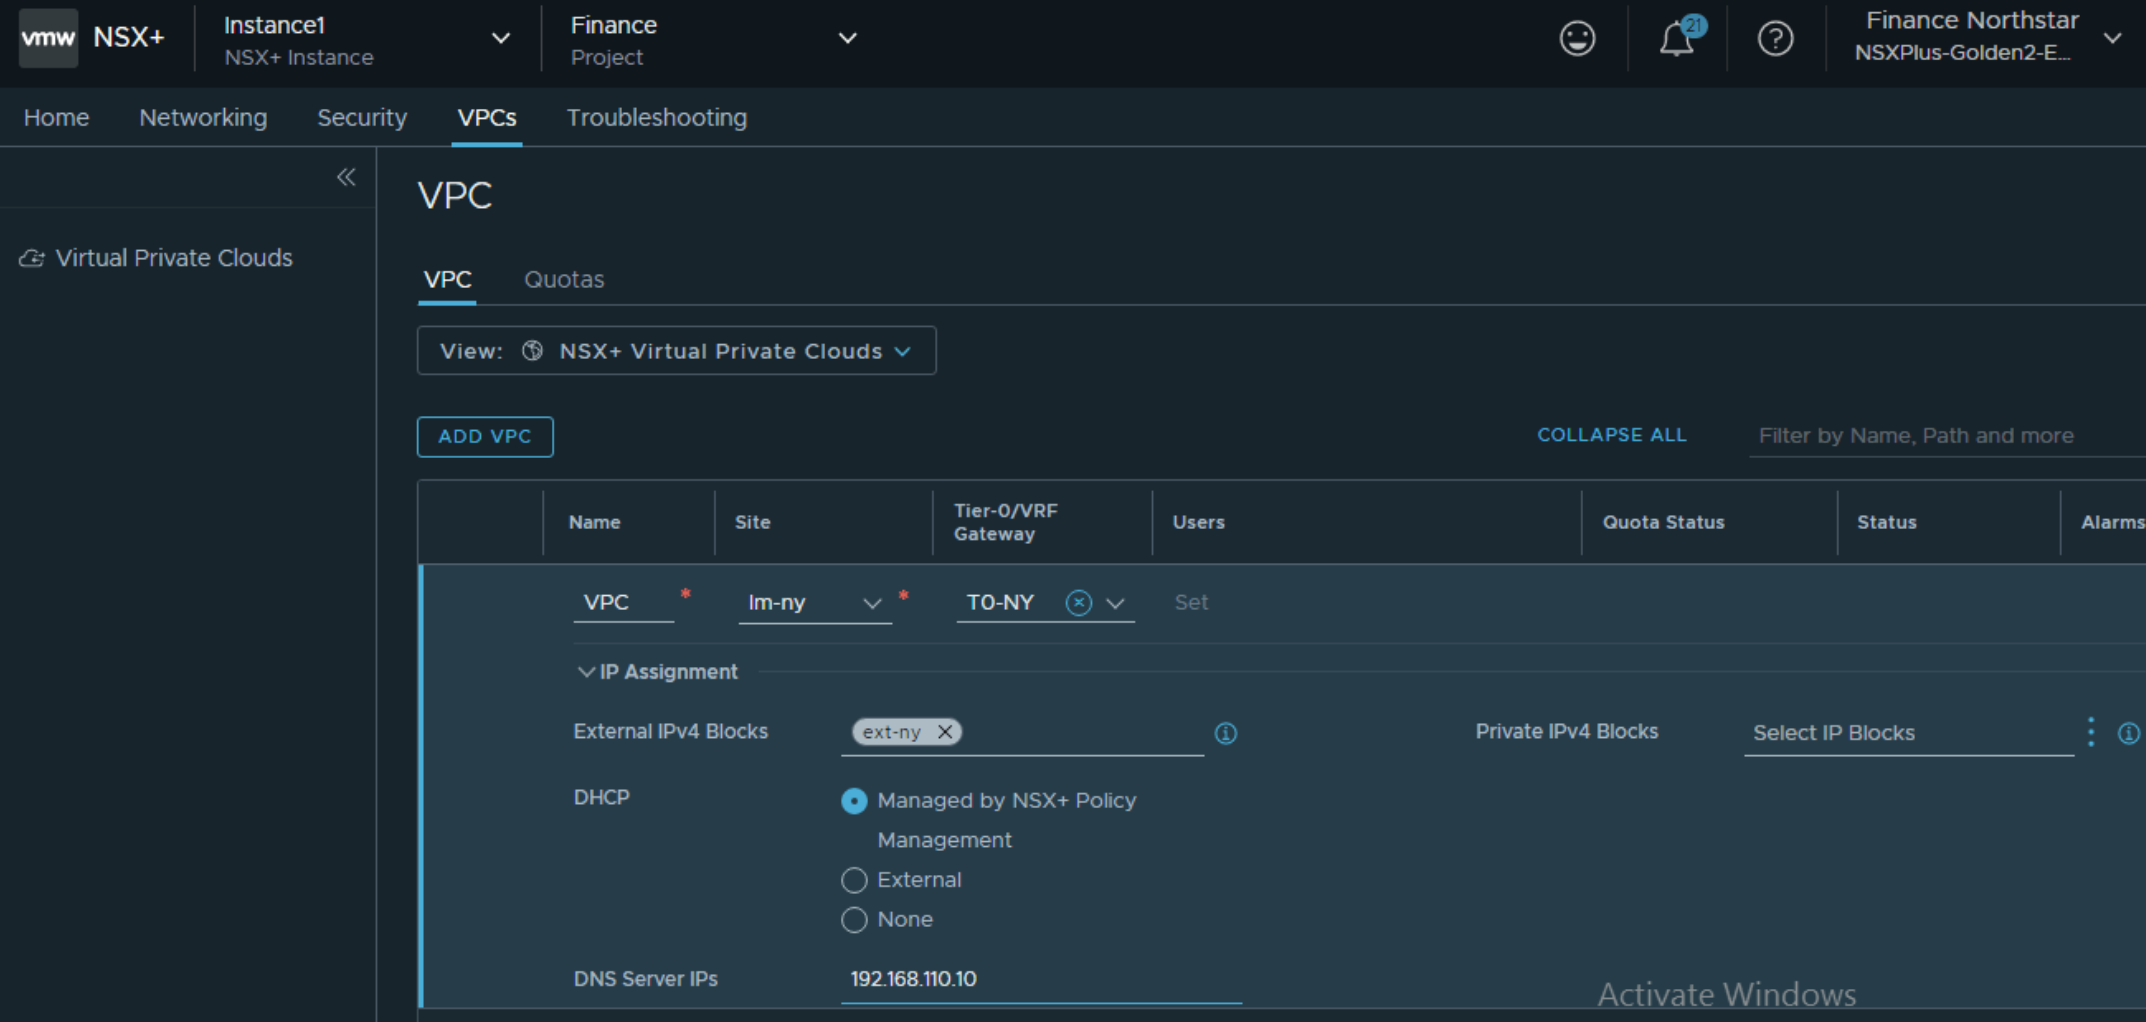 vmw NSX+
Instance1
NSX+ Instance
Finance
Project
21
Finance Northstar
NSXPlus-Golden2-E...
Home Networking Security VPCs Troubleshooting
Virtual Private Clouds
VPC
VPC Quotas
View: NSX+ Virtual Private Clouds
ADD VPC
COLLAPSE ALL
Filter by Name, Path and more
Name Site Tier-0/VRF Gateway Users Quota Status Status Alarms
VPC * lm-ny * T0-NY Set
IP Assignment
External IPv4 Blocks ext-ny Private IPv4 Blocks Select IP Blocks
DHCP Managed by NSX+ Policy
Management
External
None
DNS Server IPs 192.168.110.10
Activate Windows